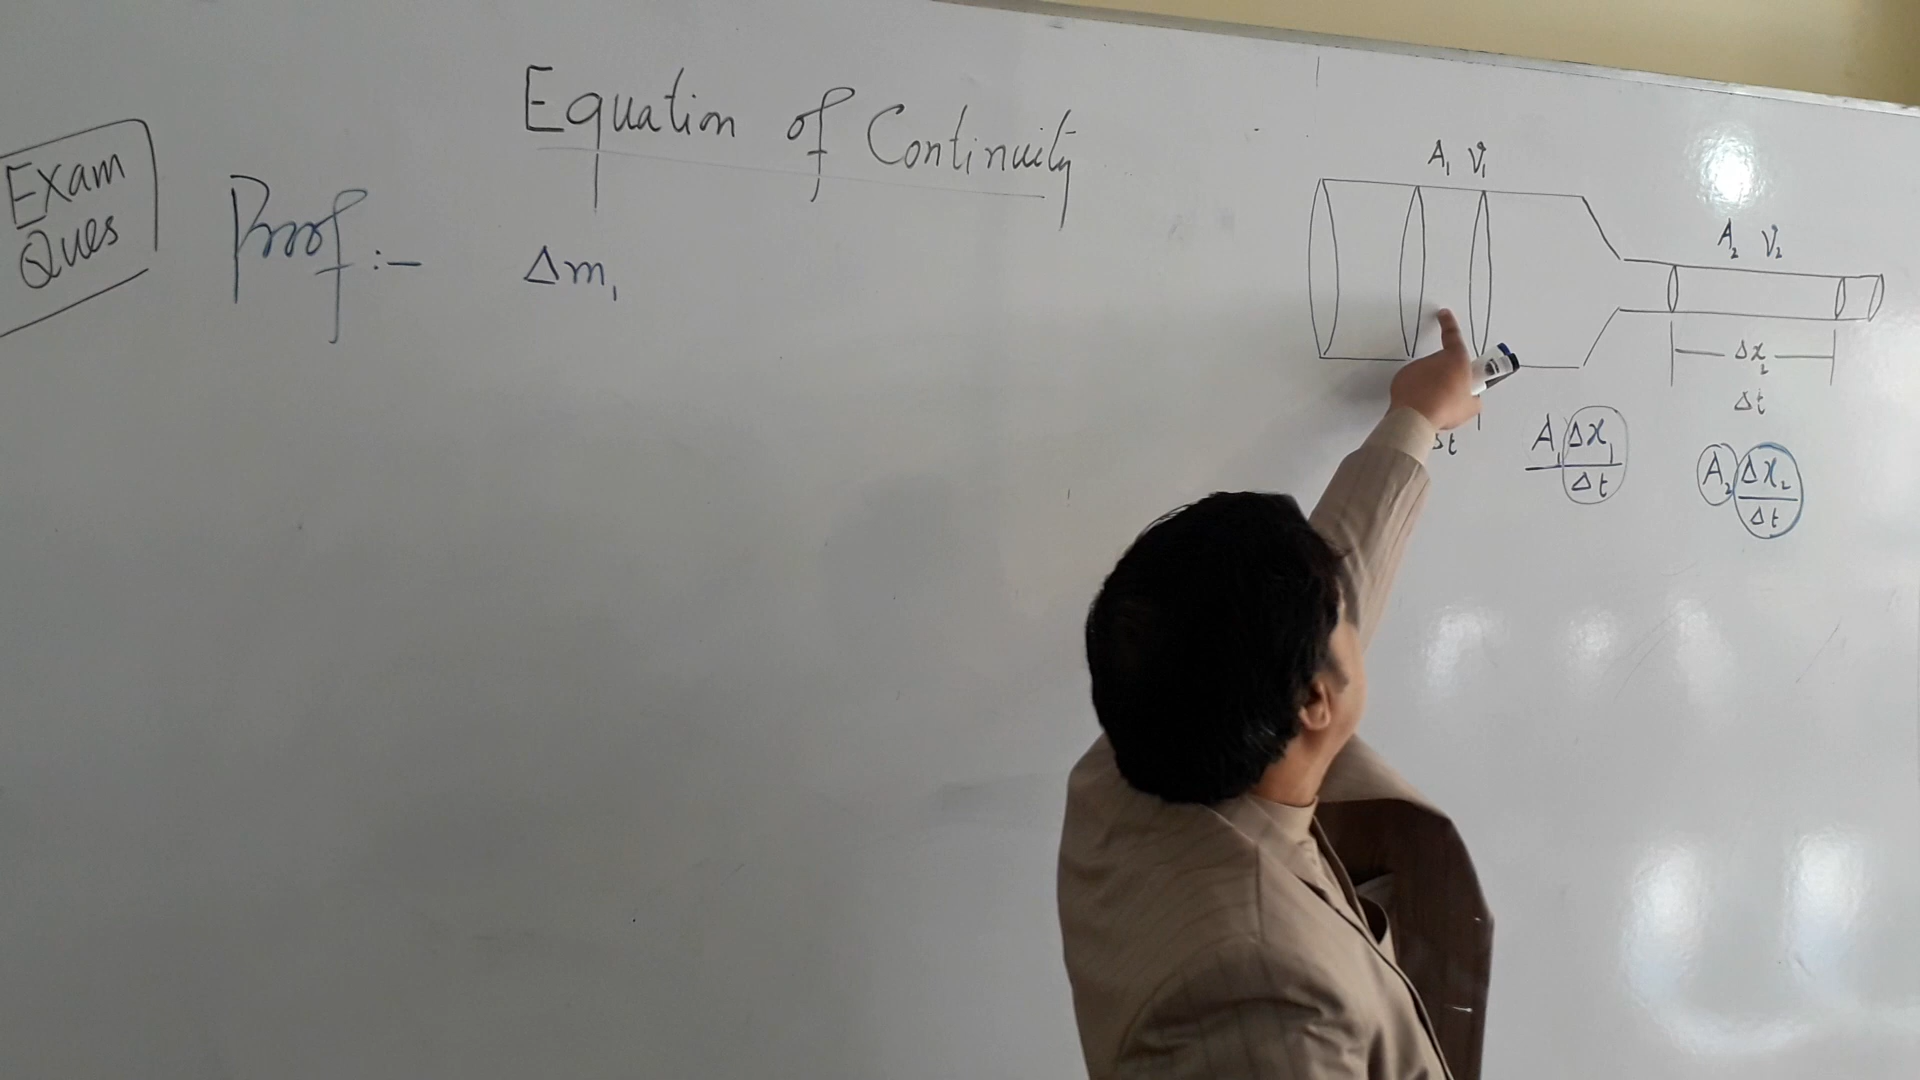 Equation of Continuity
Exam
Ques
Proof :-
Δm₁
A₁ V₁
A₂ V₂
Δx₂
Δt
Δt
A₁ Δx₁
Δt
A₂ Δx₂
Δt